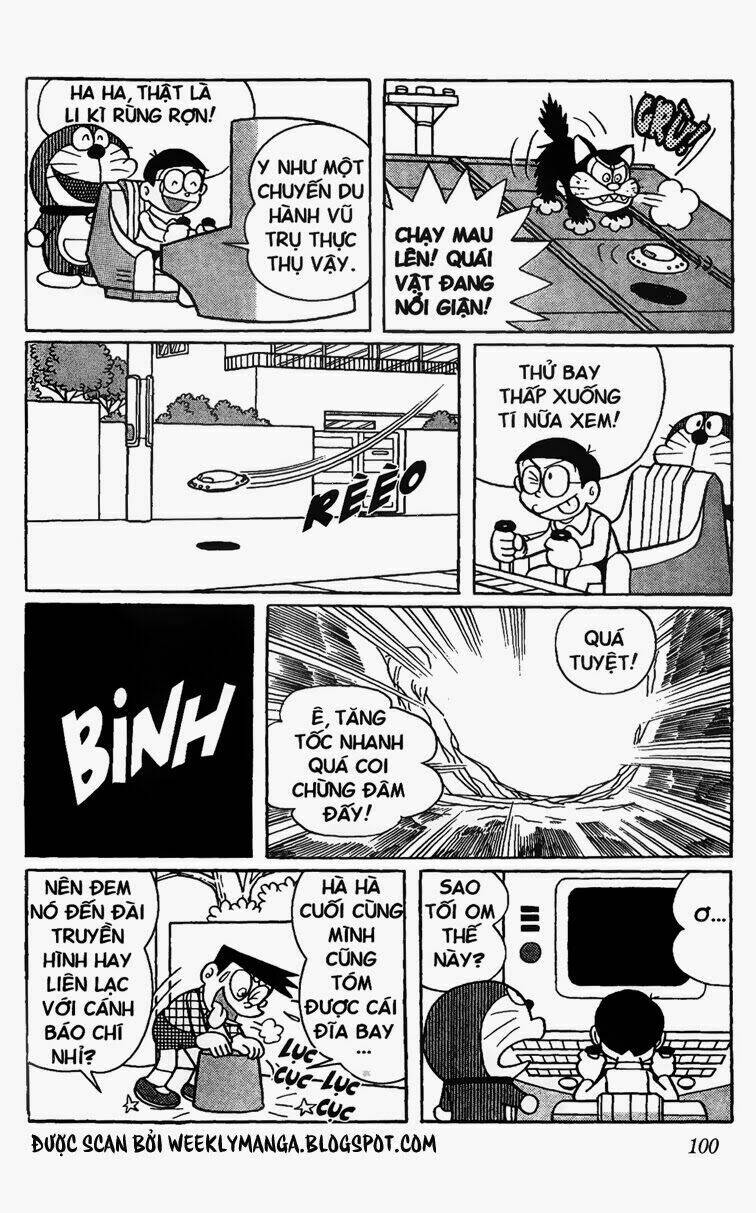 GRỪ!!
CHẠY MAU
LÊN! QUÁI
VẬT ĐANG
NỔI GIẬN!
Y NHƯ MỘT
CHUYẾN DU
HÀNH VŨ
TRỤ THỰC
THỤ VẬY.
HA HA, THẬT LÀ
LI KÌ RÙNG RỢN!
THỬ BAY
THẤP XUỐNG
TÍ NỮA XEM!
RÈÈO
QUÁ
TUYỆT!
Ê, TĂNG
TỐC NHANH
QUÁ COI
CHỪNG ĐÂM
ĐẤY!
BINH
Ơ...
SAO
TỐI OM
THẾ
NÀY?
HÀ HÀ
CUỐI CÙNG
MÌNH
CŨNG
TÓM
ĐƯỢC CÁI
ĐĨA BAY
...
LỤC
CỤC-LỤC
CỤC
NÊN ĐEM
NÓ ĐẾN ĐÀI
TRUYỀN
HÌNH HAY
LIÊN LẠC
VỚI CÁNH
BÁO CHÍ
NHỈ?
ĐƯỢC SCAN BỞI WEEKLYMANGA.BLOGSPOT.COM
100